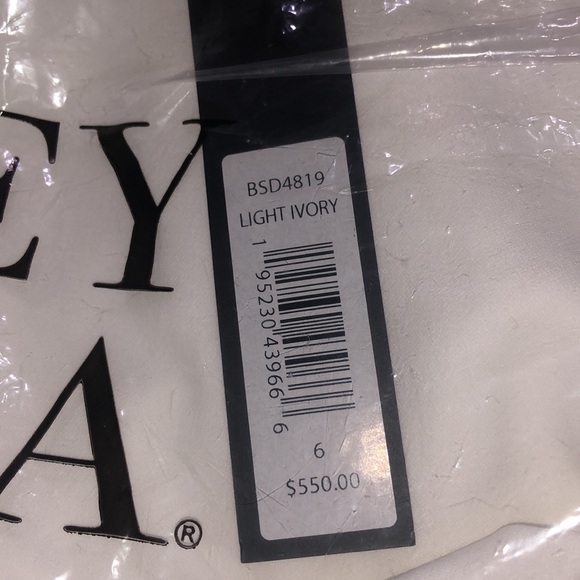 EY
A®
BSD4819
LIGHT IVORY
1 95230 43966 6
6
$550.00